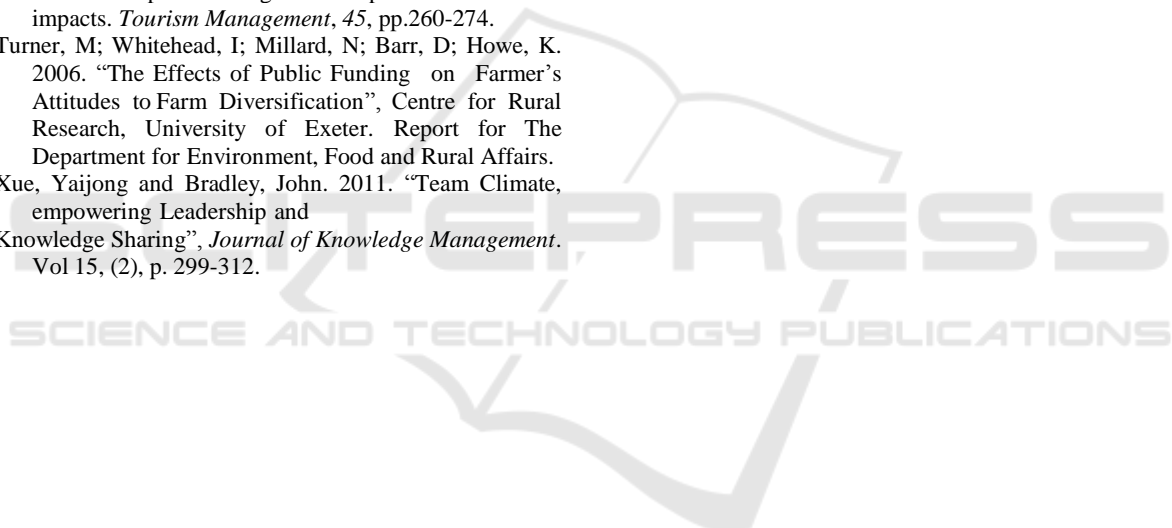 impacts. Tourism Management, 45, pp.260-274.
Turner, M; Whitehead, I; Millard, N; Barr, D; Howe, K.
2006. “The Effects of Public Funding on Farmer’s
Attitudes to Farm Diversification”, Centre for Rural
Research, University of Exeter. Report for The
Department for Environment, Food and Rural Affairs.
Xue, Yaijong and Bradley, John. 2011. “Team Climate,
empowering Leadership and
Knowledge Sharing”, Journal of Knowledge Management.
Vol 15, (2), p. 299-312.
SCITEPRESS
SCIENCE AND TECHNOLOGY PUBLICATIONS